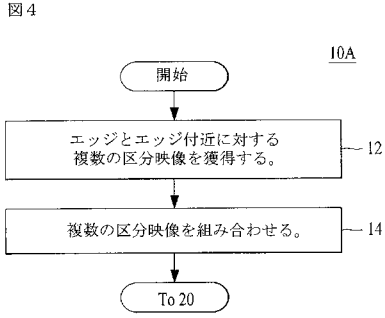 図4
10A
開始
エッジとエッジ付近に対する
複数の区分映像を獲得する。
12
複数の区分映像を組み合わせる。
14
To 20